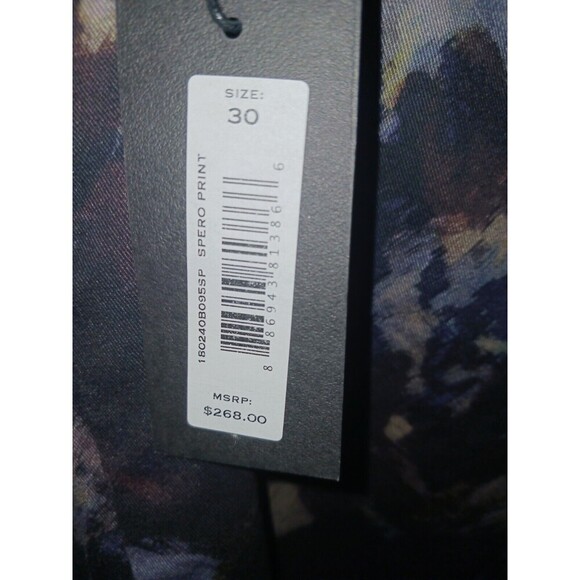 SIZE:
30
180240B095SP SPERO PRINT
8 86943 81386 6
MSRP:
$268.00